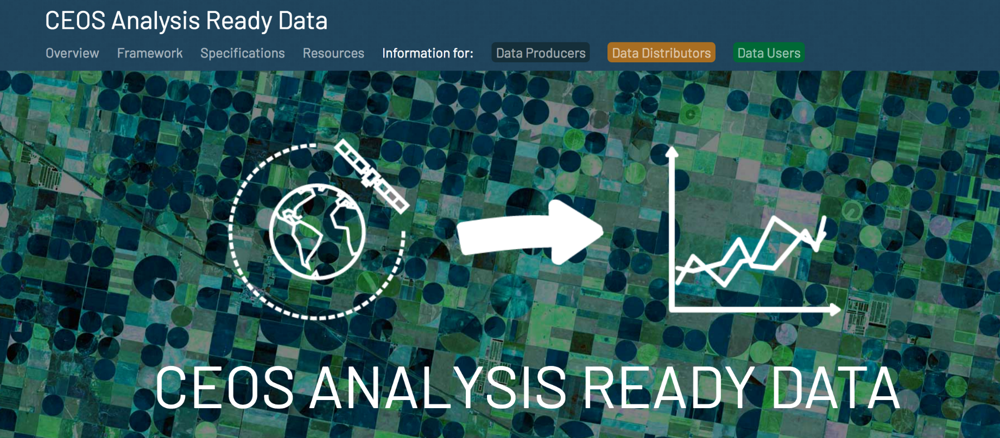 CEOS Analysis Ready Data
Overview Framework Specifications Resources Information for: Data Producers Data Distributors Data Users
CEOS ANALYSIS READY DATA